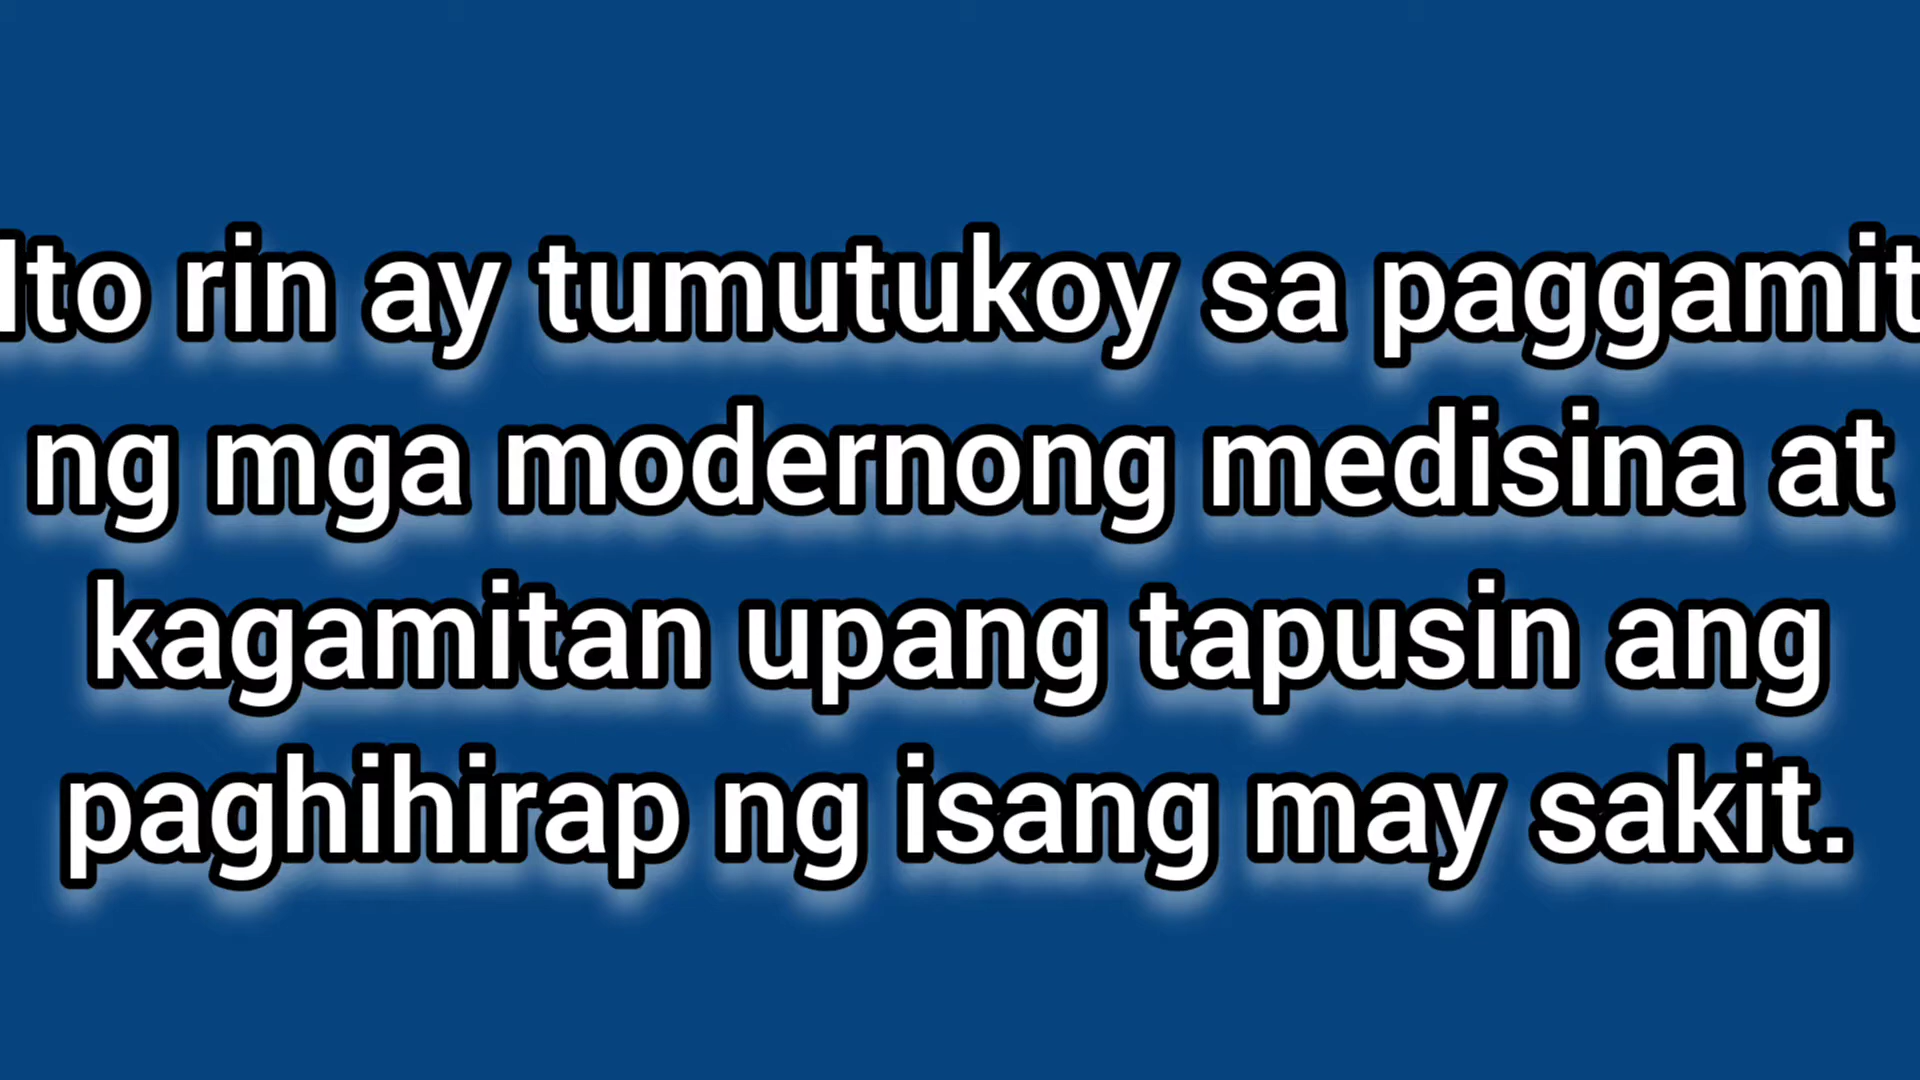 Ito rin ay tumutukoy sa paggamit
ng mga modernong medisina at
kagamitan upang tapusin ang
paghihirap ng isang may sakit.